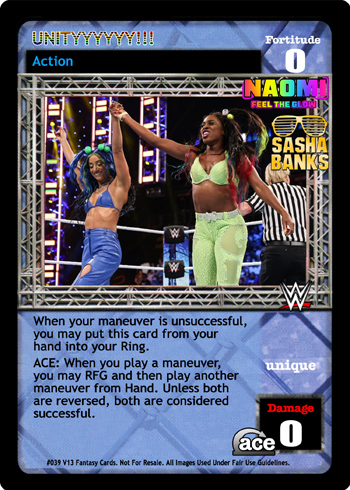 UNITYYYYYY!!!
Fortitude
0
Action
NAOMI
FEEL THE GLOW
SASHA
BANKS
W
W
When your maneuver is unsuccessful,
you may put this card from your
hand into your Ring.
ACE: When you play a maneuver,
you may RFG and then play another
maneuver from Hand. Unless both
are reversed, both are considered
successful.
unique
Damage
ace
0
#039 V13 Fantasy Cards. Not For Resale. All Images Used Under Fair Use Guidelines.